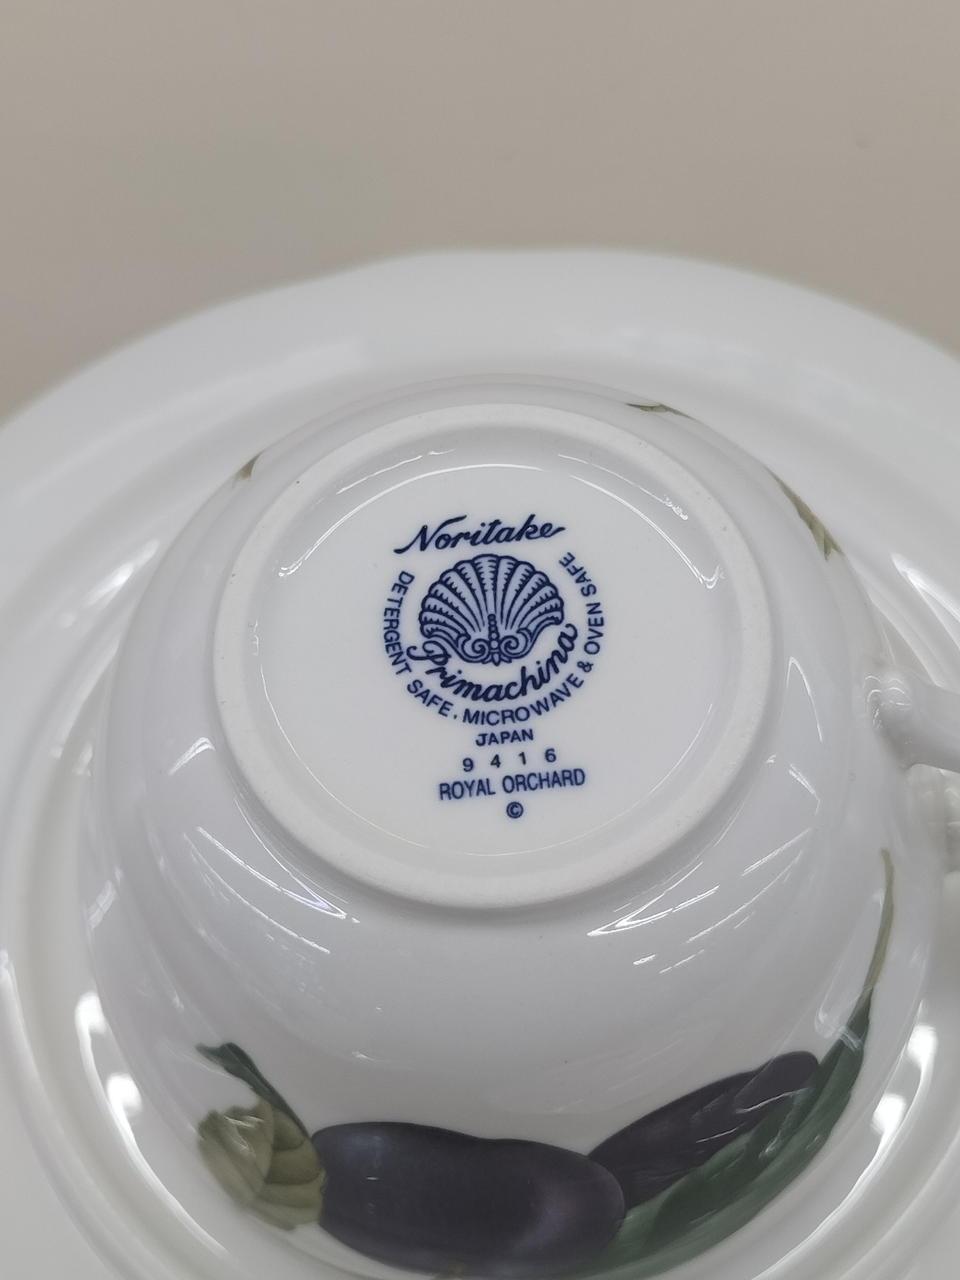 Noritake
Primachina
DETERGENT SAFE. MICROWAVE & OVEN SAFE
JAPAN
9416
ROYAL ORCHARD
©